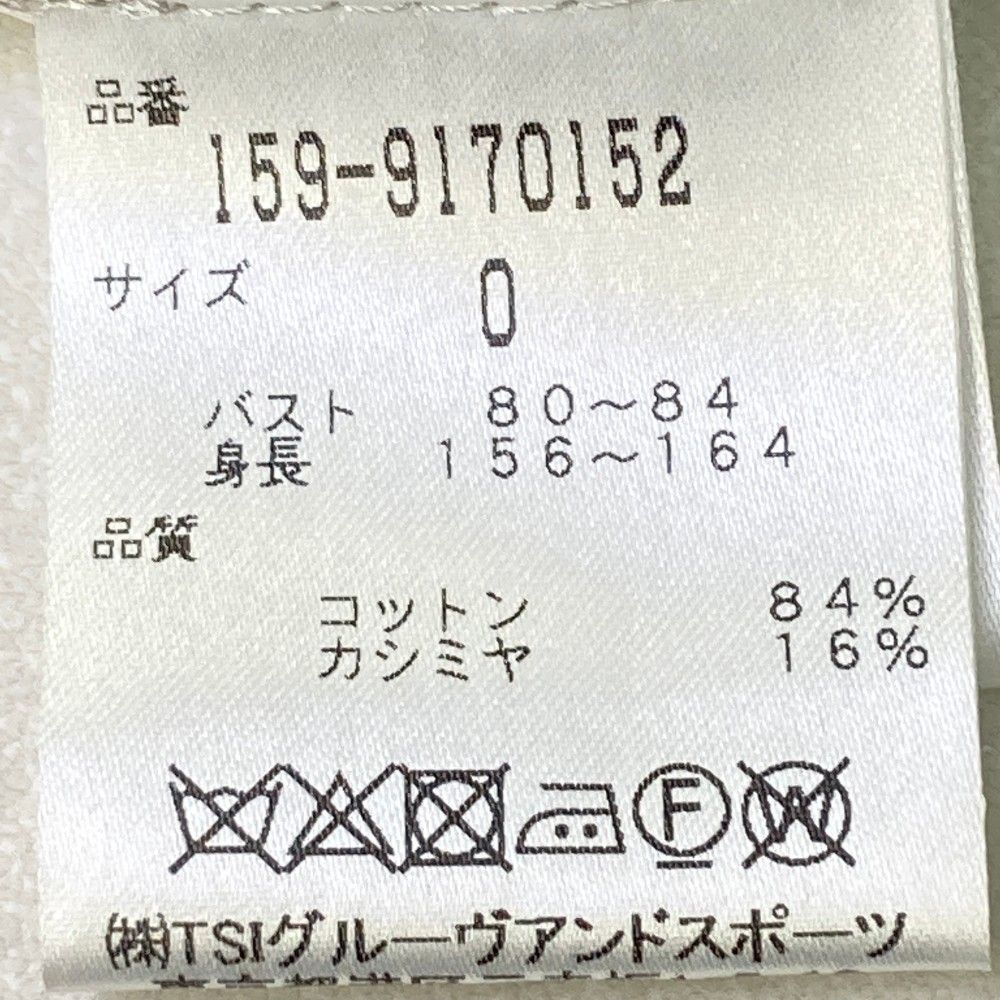 品番
159-9170152
サイズ 0
バスト 80～84
身長 156～164
品質
コットン 84%
カシミヤ 16%
F
W
㈱TSIグルーヴアンドスポーツ